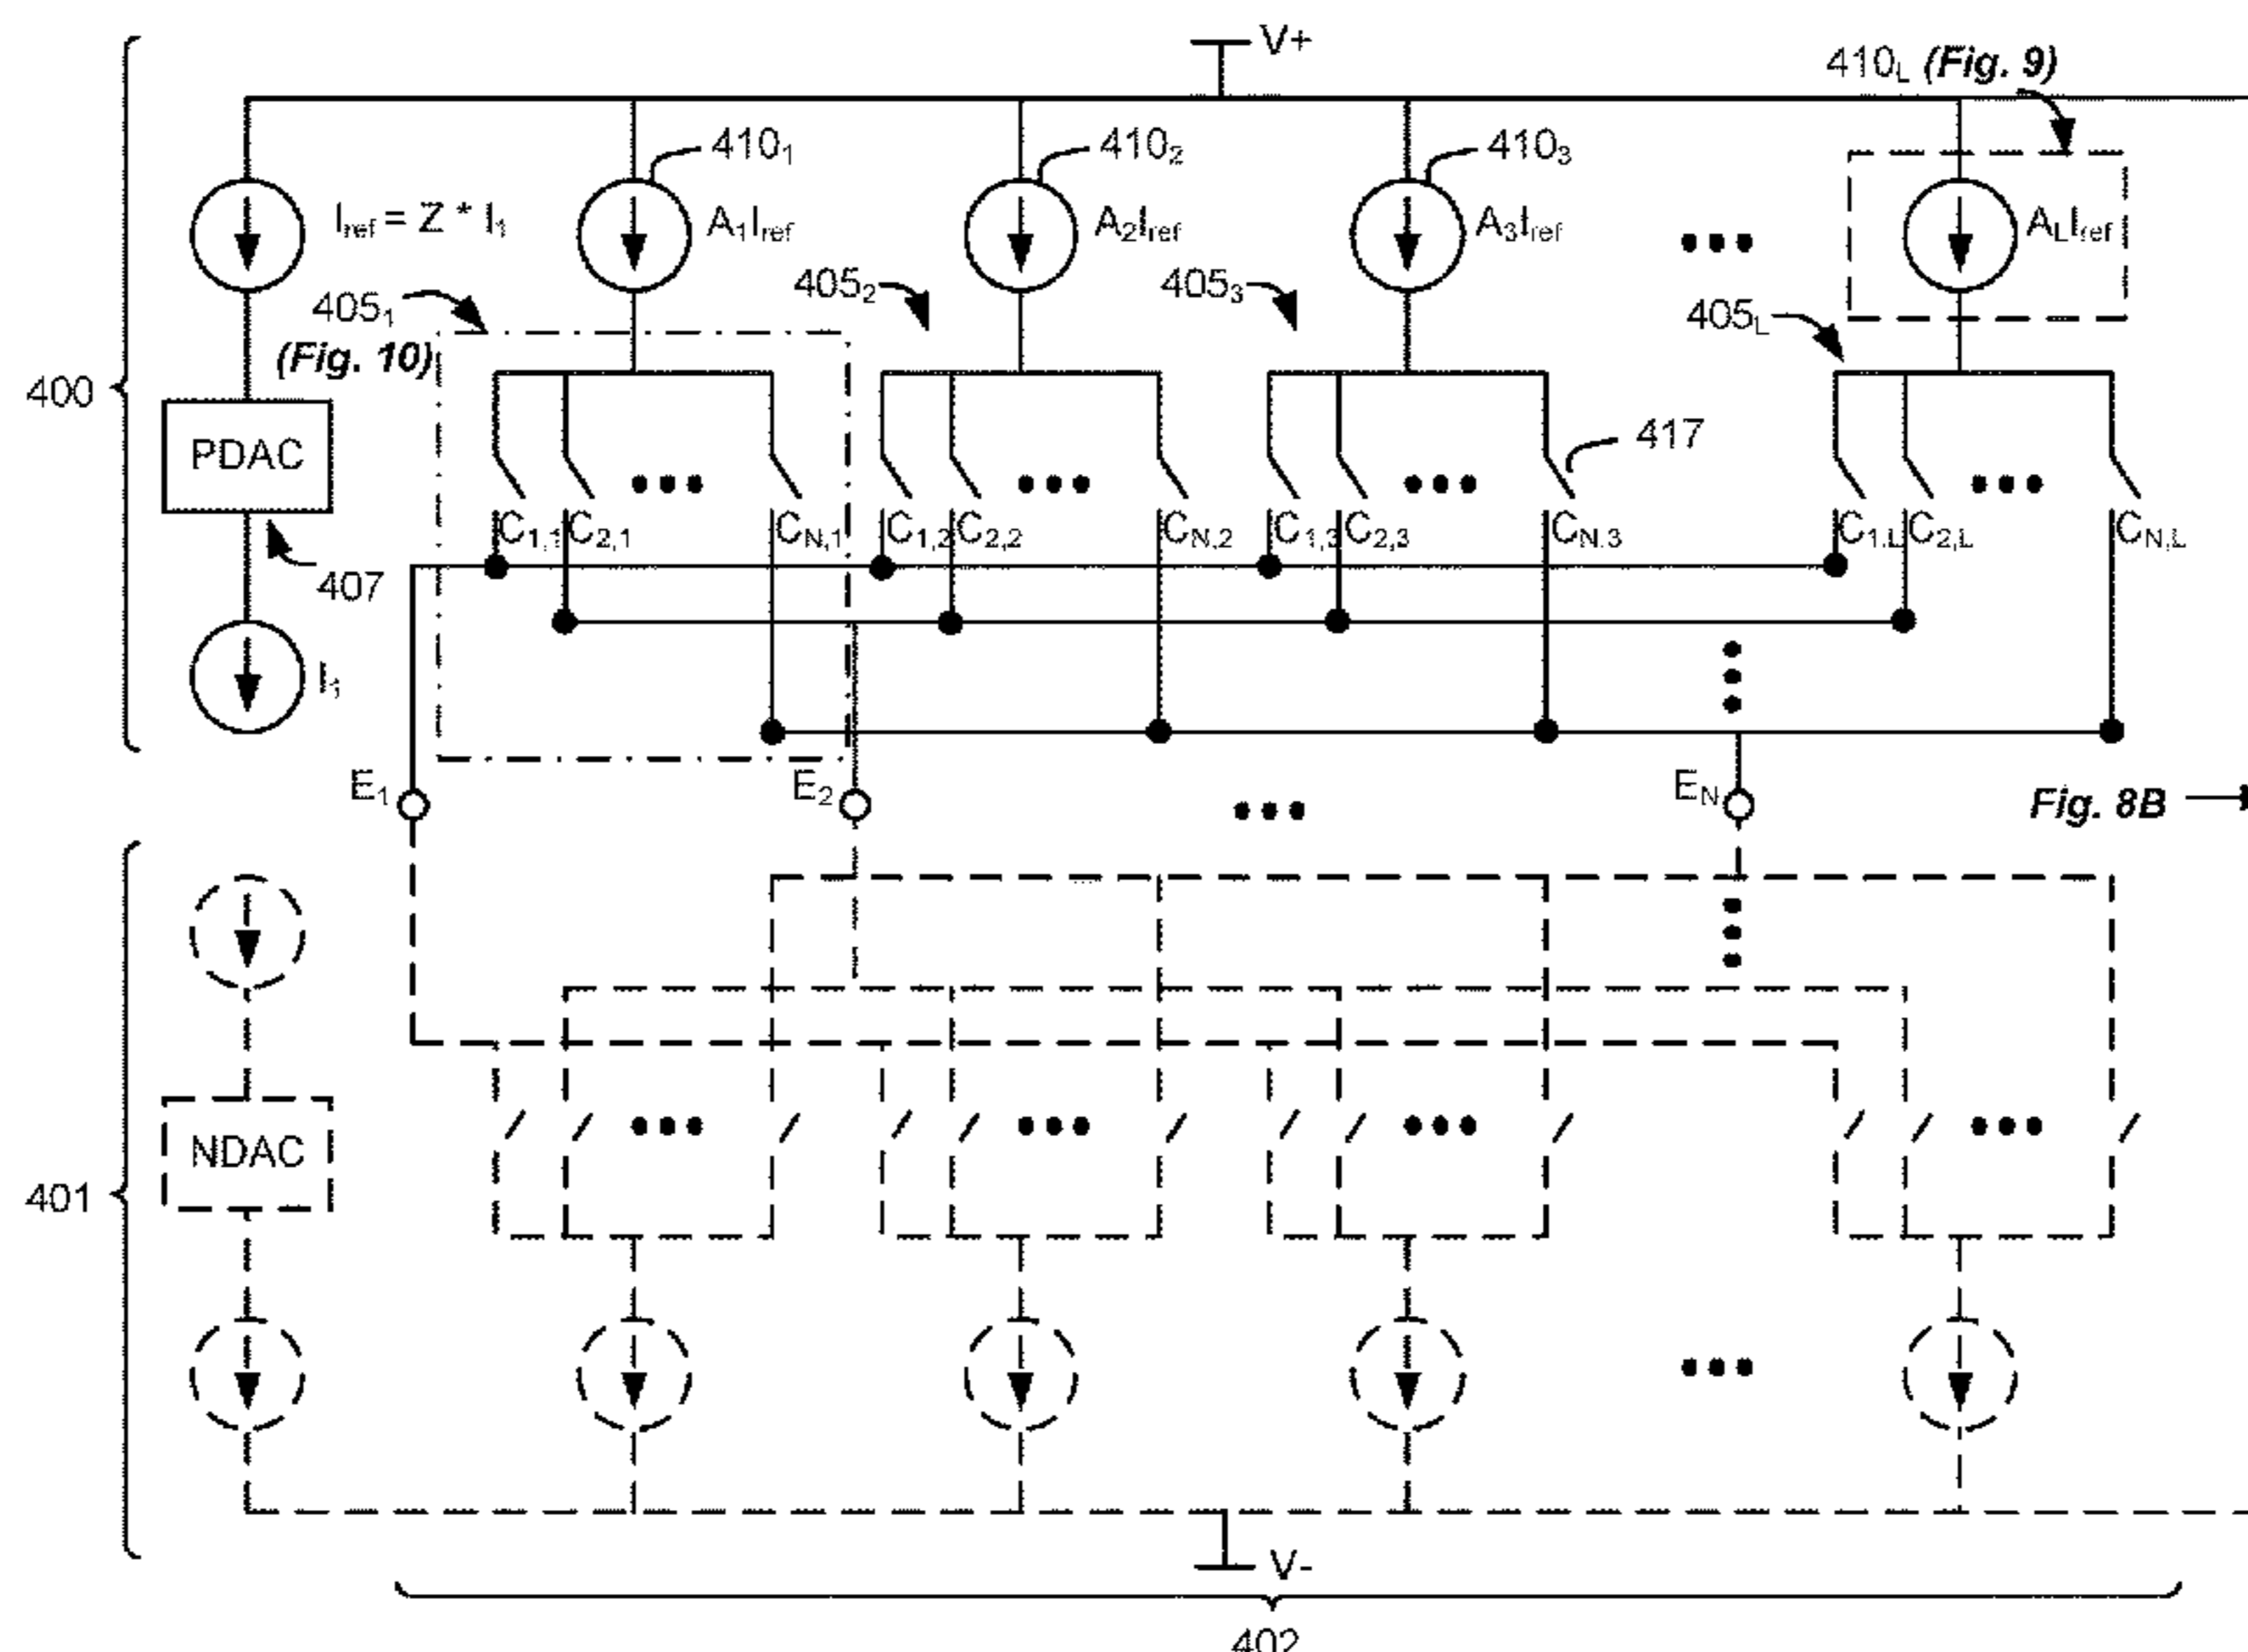 V+
410L (Fig. 9)
400
Iref = Z * I1
4101
A1Iref
4102
A2Iref
4103
A3Iref
ALIref
4051
(Fig. 10)
4052
4053
405L
PDAC
407
I1
417
C1,1 C2,1 CN,1 C1,2 C2,2 CN,2 C1,3 C2,3 CN,3 C1,L C2,L CN,L
E1 E2 EN
Fig. 8B
401
NDAC
V-
402